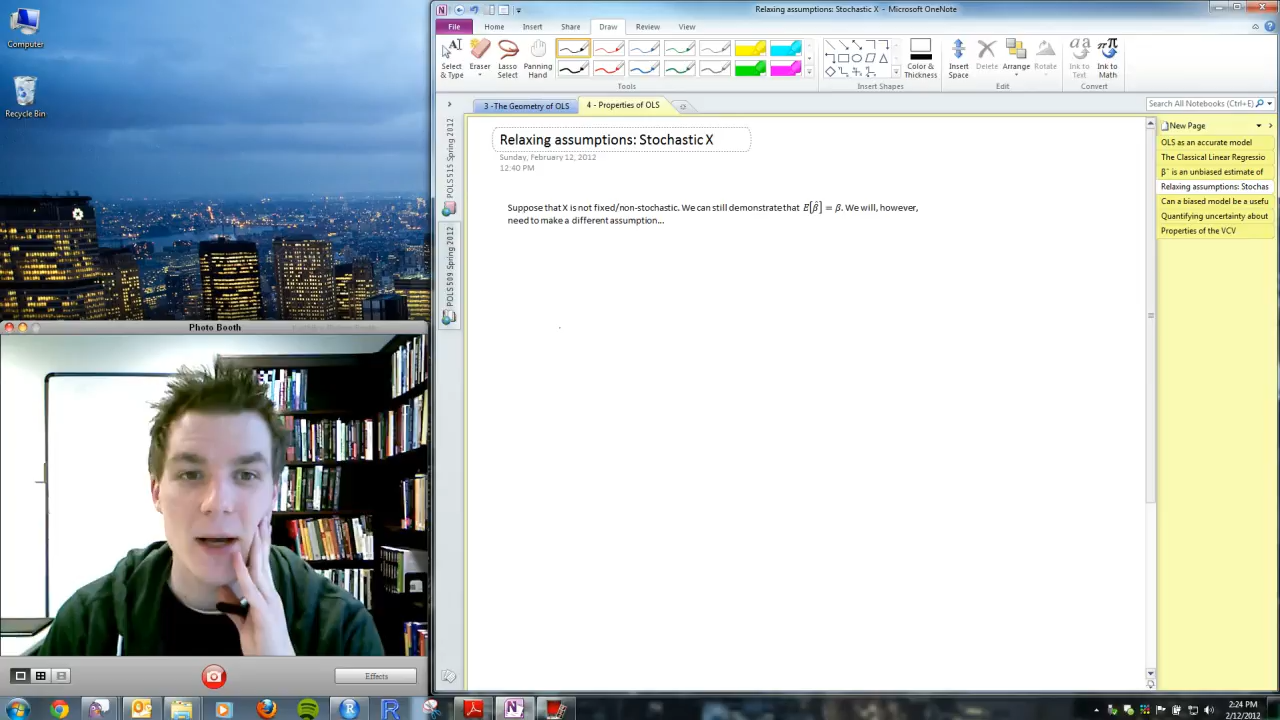 Relaxing assumptions: Stochastic X - Microsoft OneNote
File Home Insert Share Draw Review View
Select & Type
Eraser
Lasso Select
Panning Hand
Color & Thickness
Insert Space
Delete
Arrange
Rotate
Ink to Text
Ink to Math
Tools
Insert Shapes
Edit
Convert
3 -The Geometry of OLS
4 - Properties of OLS
Search All Notebooks (Ctrl+E)
Computer
Recycle Bin
POLS 515 Spring 2012
POLS 509 Spring 2012
Relaxing assumptions: Stochastic X
Sunday, February 12, 2012
12:40 PM
Suppose that X is not fixed/non-stochastic. We can still demonstrate that E[β̂] = β. We will, however,
need to make a different assumption...
New Page
OLS as an accurate model
The Classical Linear Regressio
β^ is an unbiased estimate of
Relaxing assumptions: Stochas
Can a biased model be a usefu
Quantifying uncertainty about
Properties of the VCV
Photo Booth
Effects
2:24 PM
2/12/2012